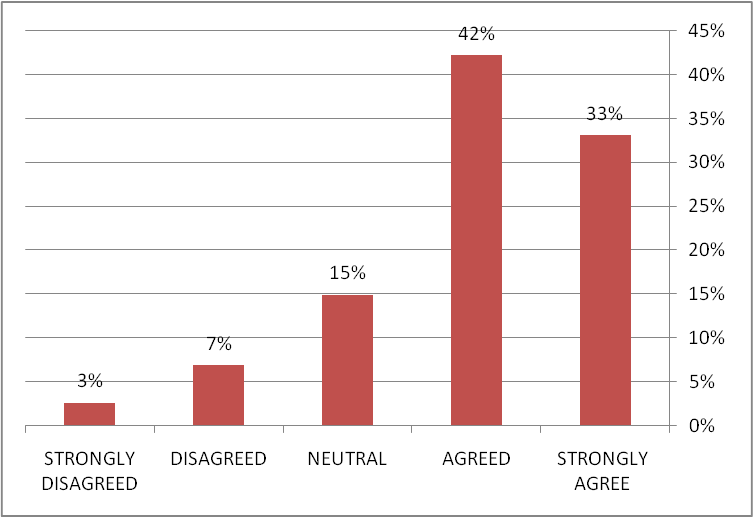 45%
40%
35%
30%
25%
20%
15%
10%
5%
0%
3%
7%
15%
42%
33%
STRONGLY
DISAGREED
DISAGREED
NEUTRAL
AGREED
STRONGLY
AGREE